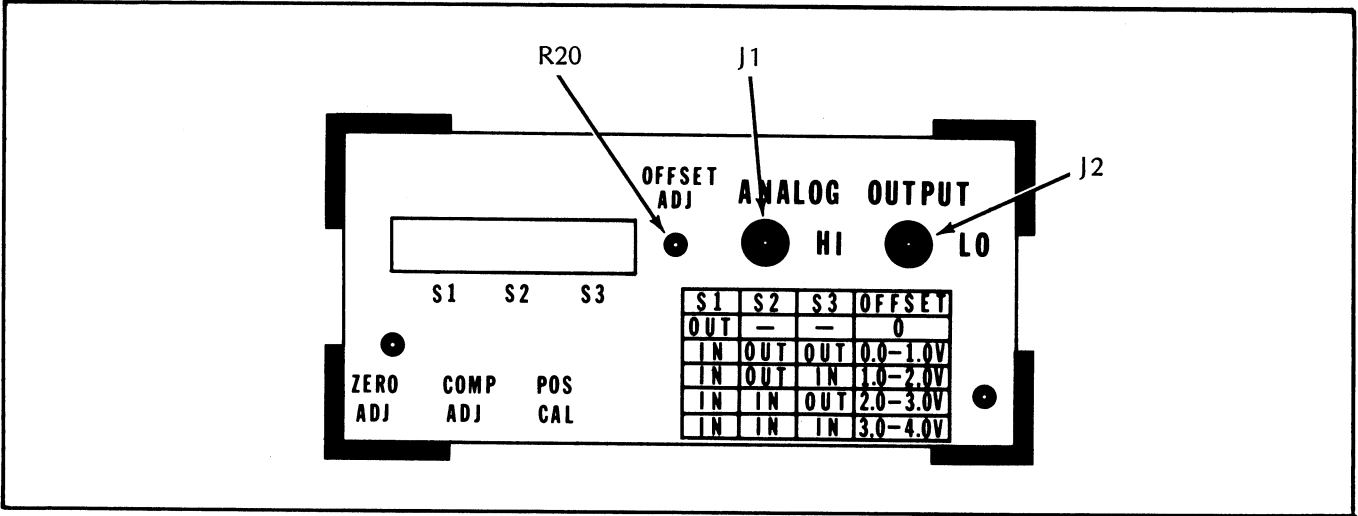 R20
J1
J2
OFFSET
ADJ
ANALOG OUTPUT
HI
LO
S1 S2 S3
S1 S2 S3 OFFSET
OUT — — 0
IN OUT OUT 0.0-1.0V
IN OUT IN 1.0-2.0V
IN IN OUT 2.0-3.0V
IN IN IN 3.0-4.0V
ZERO
ADJ
COMP
ADJ
POS
CAL